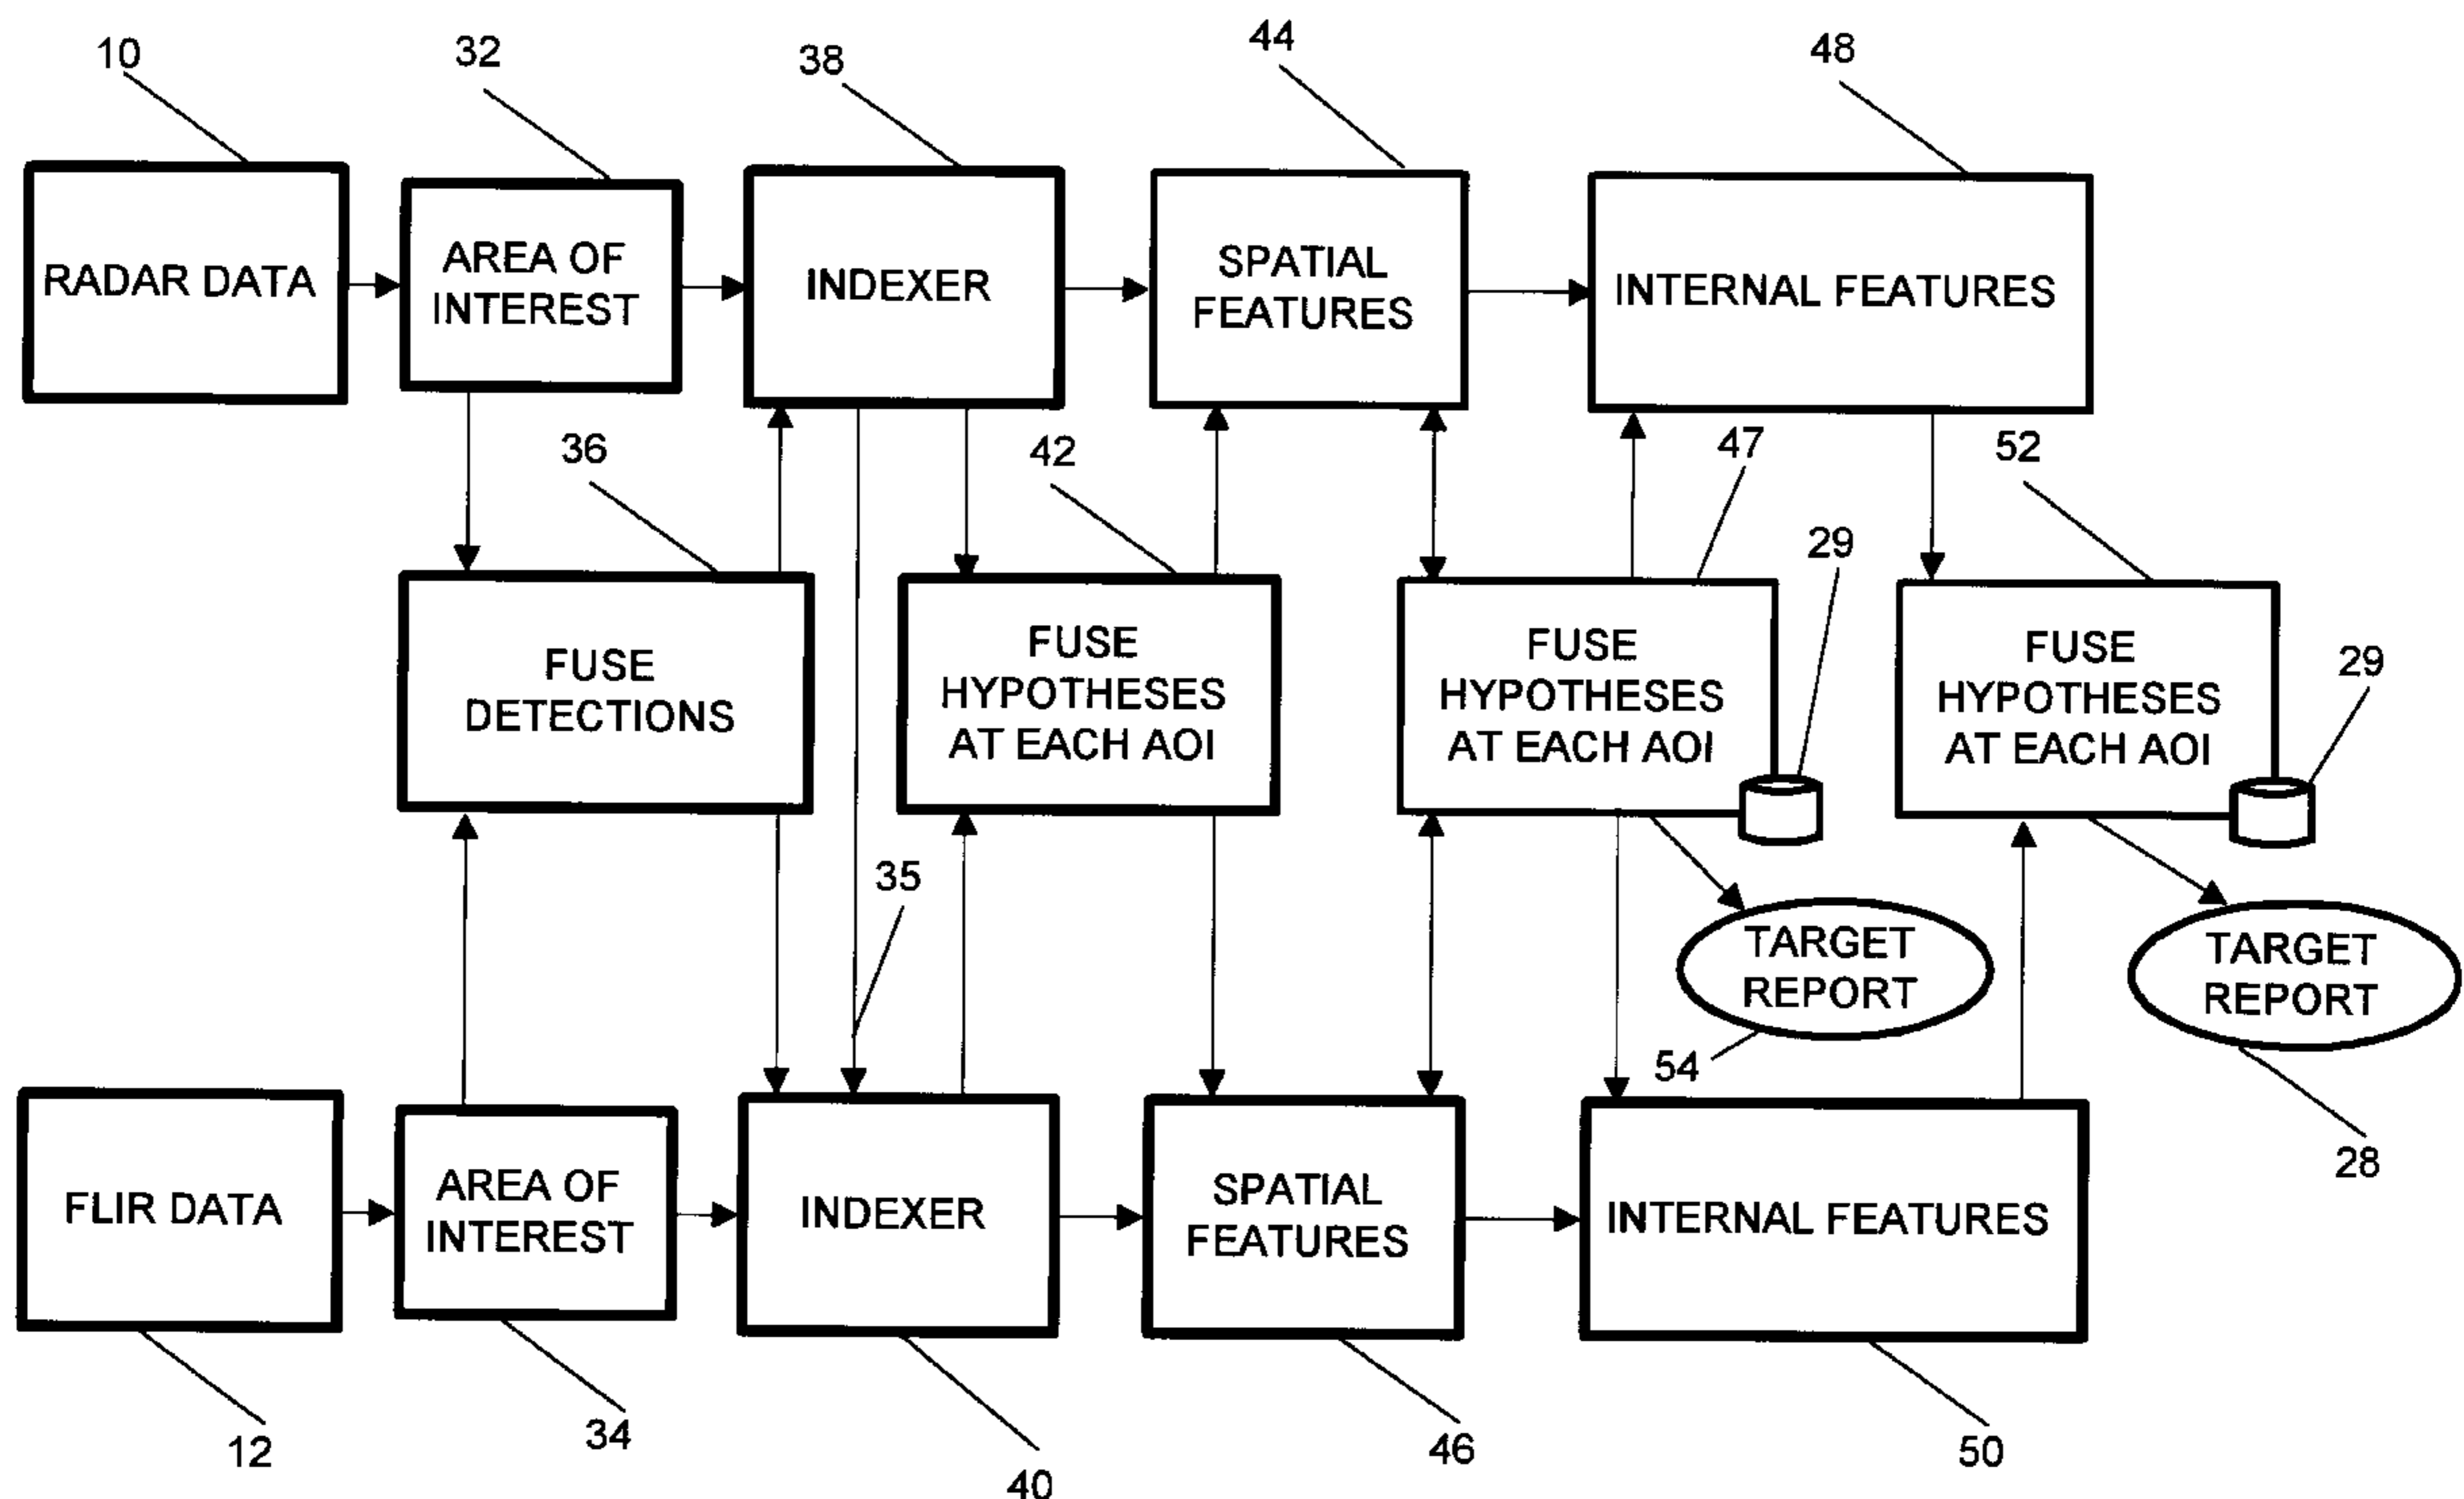 10
32
38
44
48
RADAR DATA
AREA OF
INTEREST
INDEXER
SPATIAL
FEATURES
INTERNAL FEATURES
36
42
47
52
29
29
FUSE
DETECTIONS
FUSE
HYPOTHESES
AT EACH AOI
FUSE
HYPOTHESES
AT EACH AOI
FUSE
HYPOTHESES
AT EACH AOI
35
TARGET
REPORT
TARGET
REPORT
54
28
FLIR DATA
AREA OF
INTEREST
INDEXER
SPATIAL
FEATURES
INTERNAL FEATURES
12
34
40
46
50